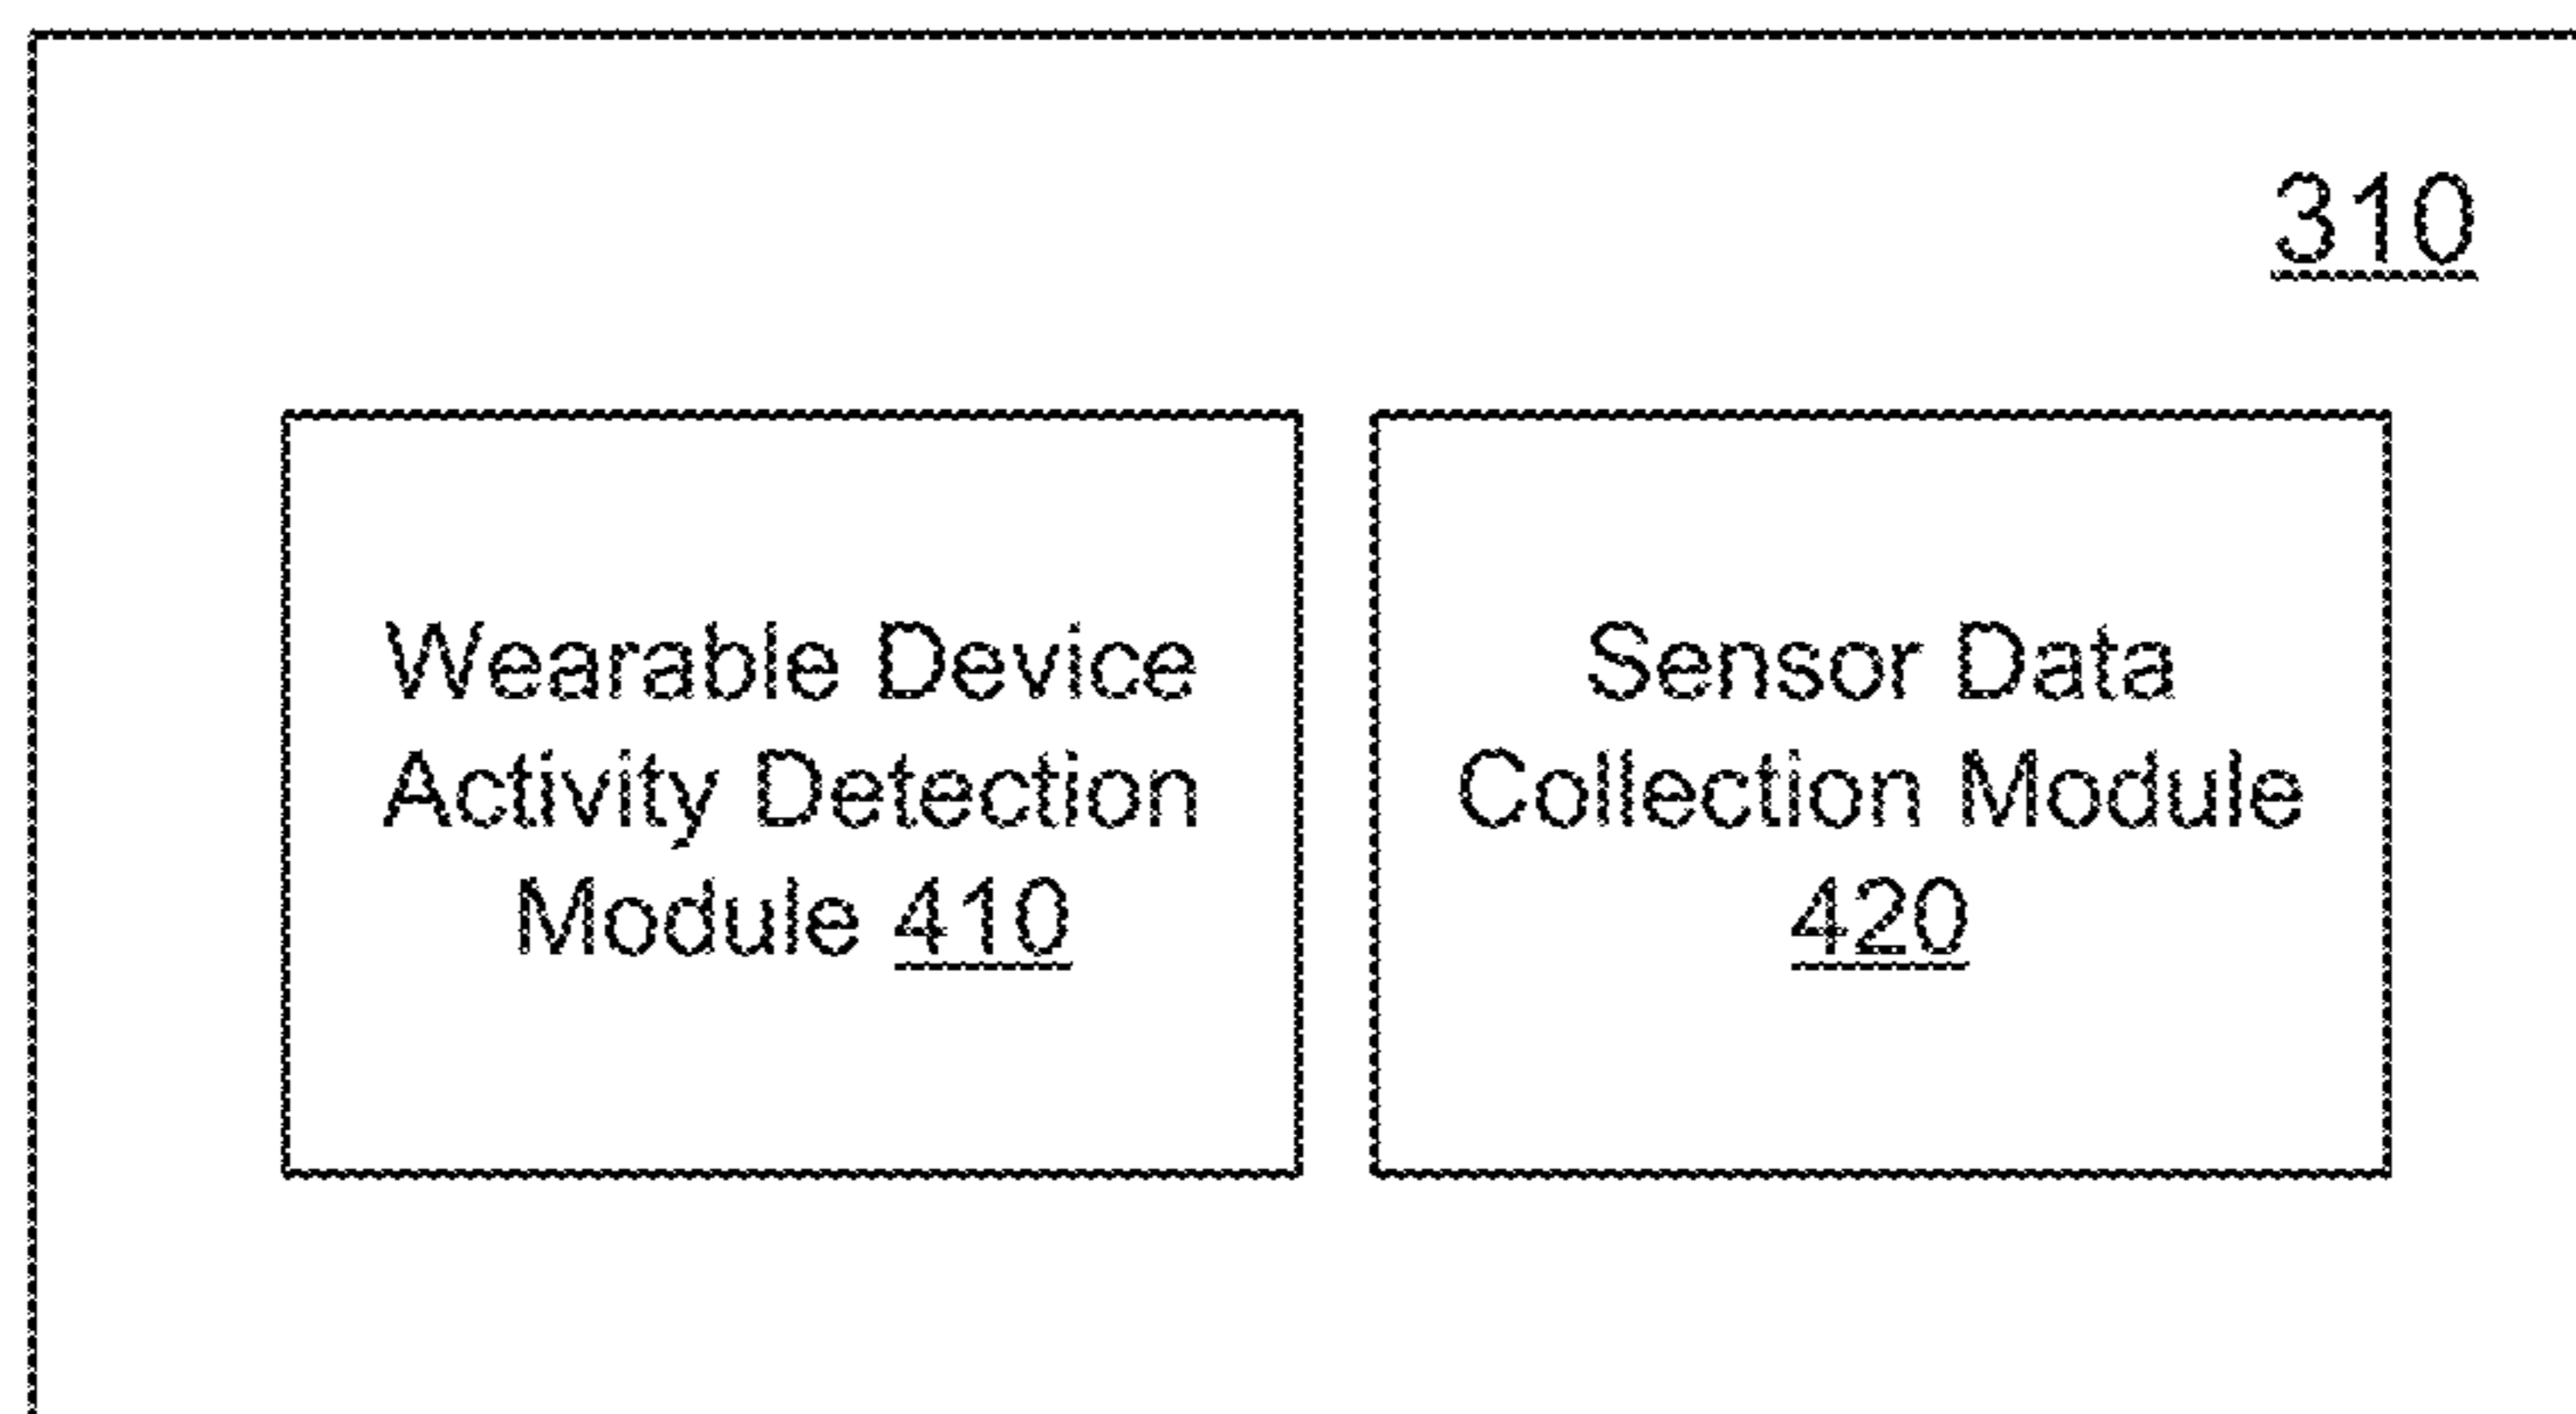 310
Wearable Device
Activity Detection
Module 410
Sensor Data
Collection Module
420